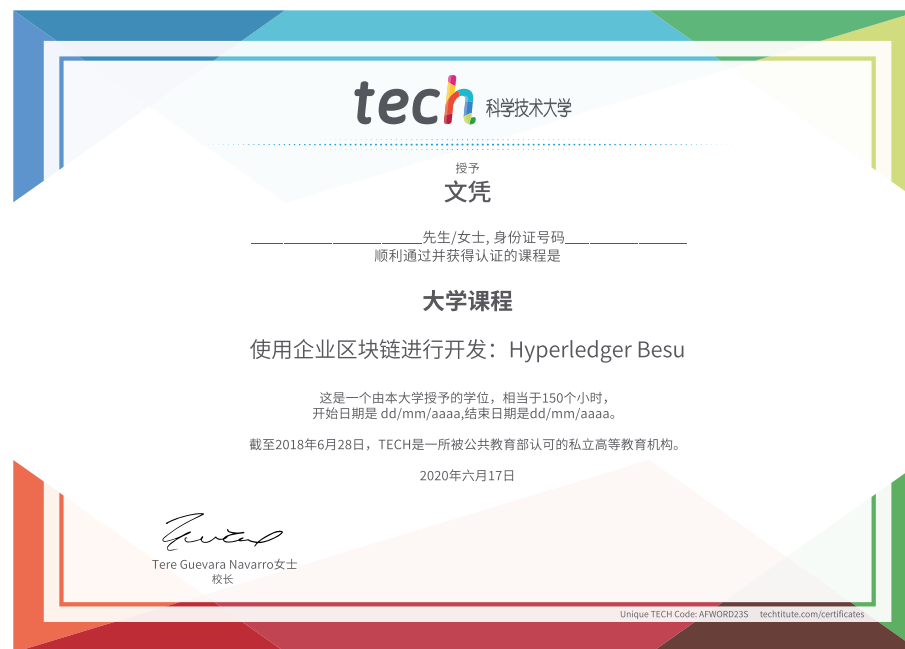 tech 科学技术大学
授予
文凭
先生/女士, 身份证号码
顺利通过并获得认证的课程是
大学课程
使用企业区块链进行开发：Hyperledger Besu
这是一个由本大学授予的学位，相当于150个小时，
开始日期是 dd/mm/aaaa,结束日期是dd/mm/aaaa。
截至2018年6月28日，TECH是一所被公共教育部认可的私立高等教育机构。
2020年六月17日
Tere Guevara Navarro女士
校长
Unique TECH Code: AFWORD23S techtitute.com/certificates